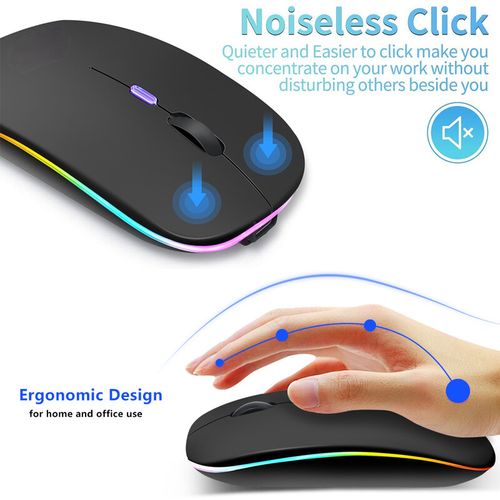 Noiseless Click
Quieter and Easier to click make you
concentrate on your work without
disturbing others beside you
Ergonomic Design
for home and office use